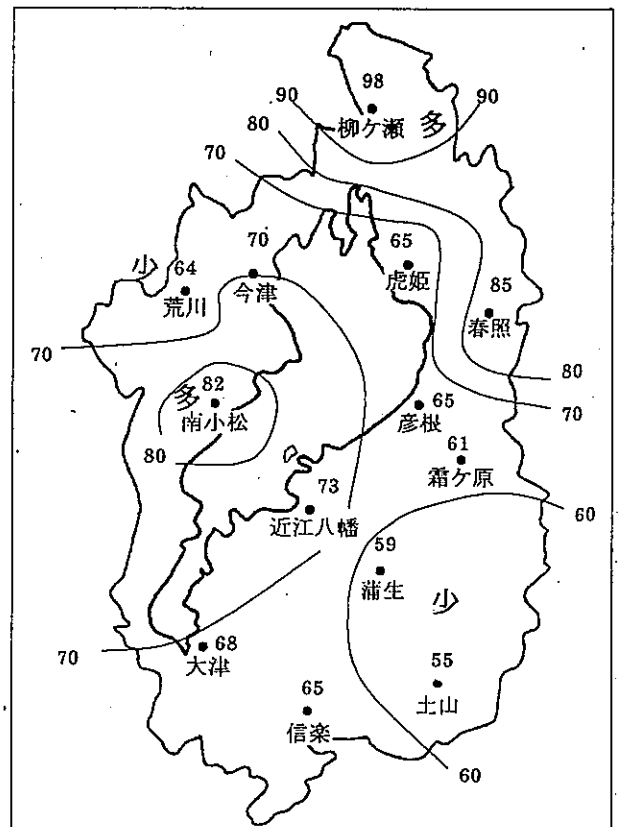 98
90
90
柳ケ瀬
多
80
70
70
65
小
64
虎姫
今津
荒川
85
春照
70
82
多
80
南小松
65
70
彦根
61
80
霜ケ原
73
60
近江八幡
59
蒲生
小
70
68
大津
55
65
土山
信楽
60